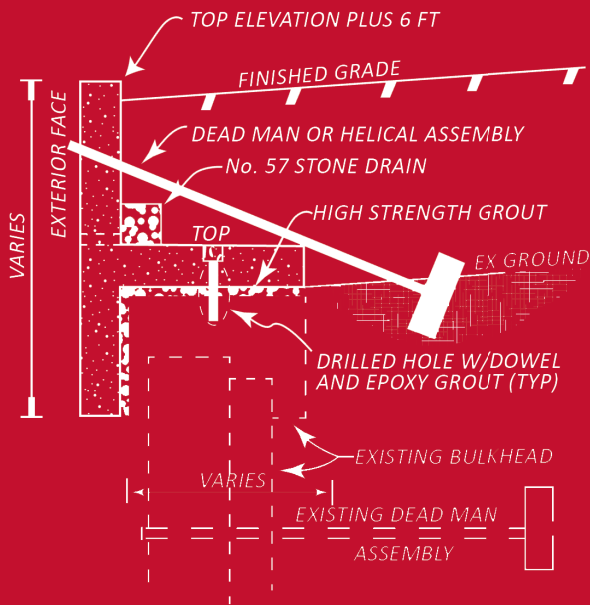 TOP ELEVATION PLUS 6 FT
FINISHED GRADE
EXTERIOR FACE
DEAD MAN OR HELICAL ASSEMBLY
No. 57 STONE DRAIN
VARIES
HIGH STRENGTH GROUT
TOP
EX GROUND
DRILLED HOLE W/DOWEL
AND EPOXY GROUT (TYP)
EXISTING BULKHEAD
VARIES
EXISTING DEAD MAN
ASSEMBLY